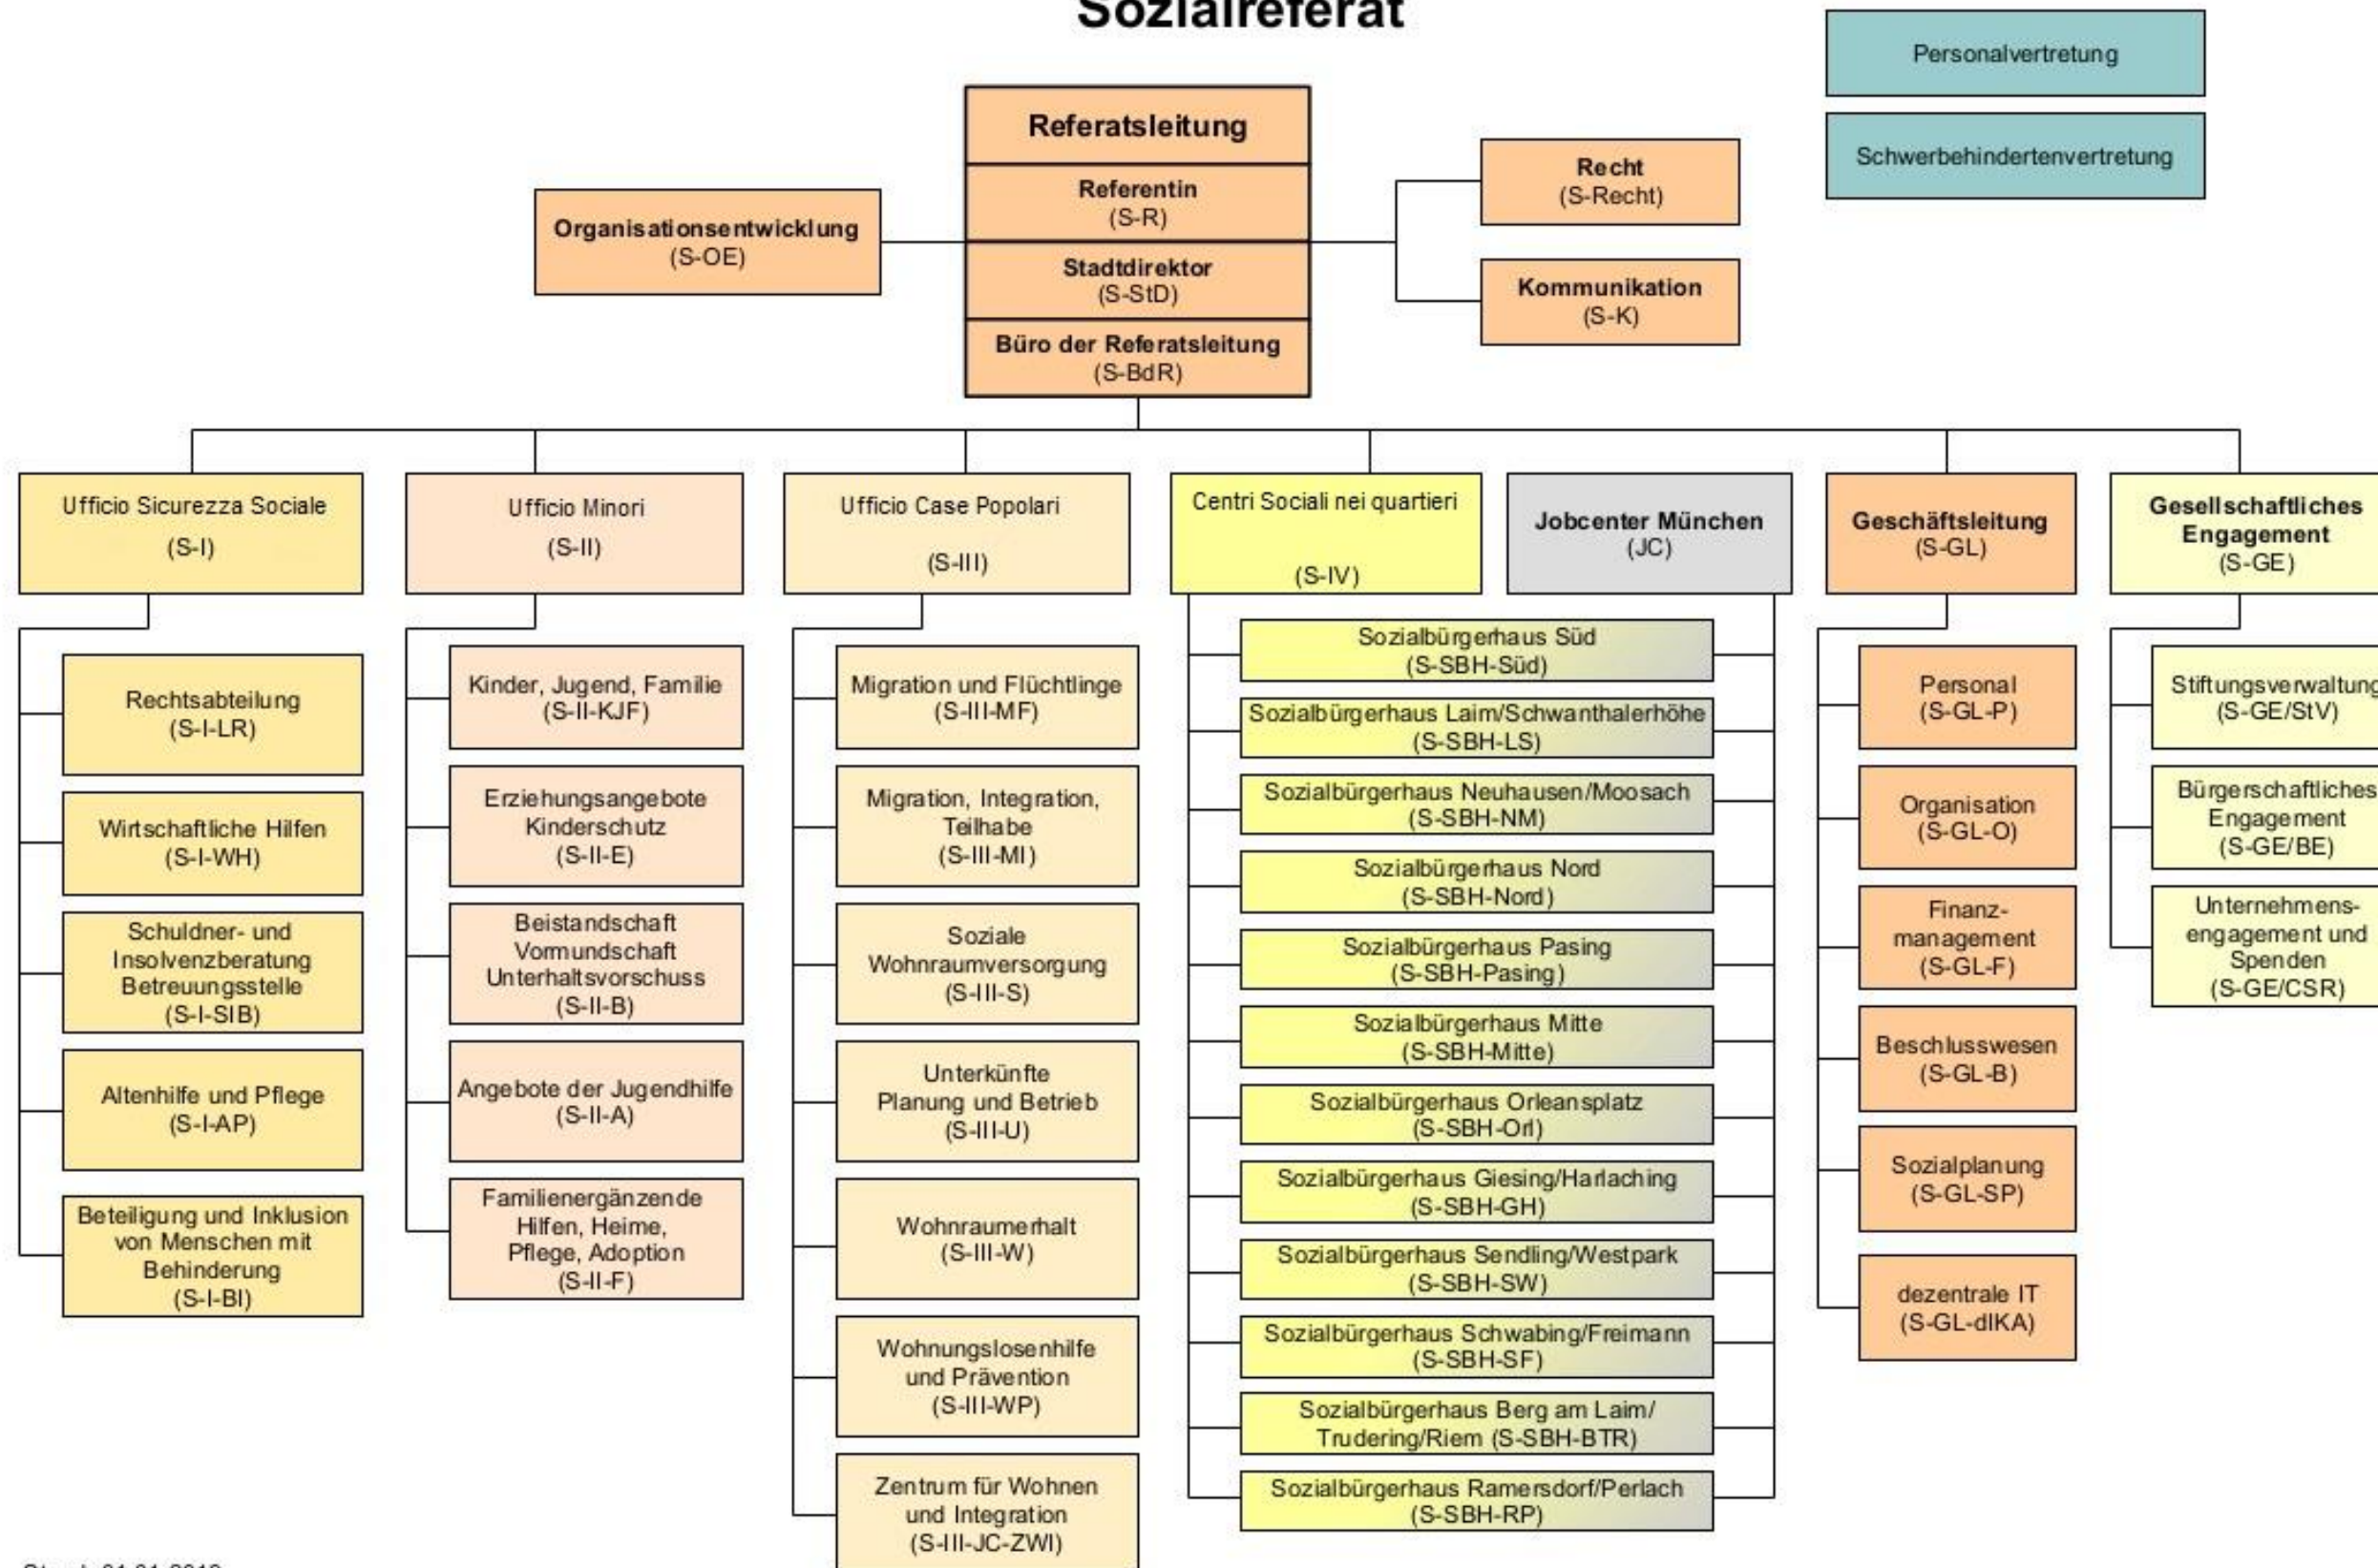 Sozialreferat
Personalvertretung
Schwerbehindertenvertretung
Referatsleitung
Referentin
(S-R)
Stadtdirektor
(S-StD)
Büro der Referatsleitung
(S-BdR)
Organisationsentwicklung
(S-OE)
Recht
(S-Recht)
Kommunikation
(S-K)
Ufficio Sicurezza Sociale
(S-I)
Rechtsabteilung
(S-I-LR)
Wirtschaftliche Hilfen
(S-I-WH)
Schuldner- und
Insolvenzberatung
Betreuungsstelle
(S-I-SIB)
Altenhilfe und Pflege
(S-I-AP)
Beteiligung und Inklusion
von Menschen mit
Behinderung
(S-I-BI)
Ufficio Minori
(S-II)
Kinder, Jugend, Familie
(S-II-KJF)
Erziehungsangebote
Kinderschutz
(S-II-E)
Beistandschaft
Vormundschaft
Unterhaltsvorschuss
(S-II-B)
Angebote der Jugendhilfe
(S-II-A)
Familienergänzende
Hilfen, Heime,
Pflege, Adoption
(S-II-F)
Ufficio Case Popolari
(S-III)
Migration und Flüchtlinge
(S-III-MF)
Migration, Integration,
Teilhabe
(S-III-MI)
Soziale
Wohnraumversorgung
(S-III-S)
Unterkünfte
Planung und Betrieb
(S-III-U)
Wohnraumerhalt
(S-III-W)
Wohnungslosenhilfe
und Prävention
(S-III-WP)
Zentrum für Wohnen
und Integration
(S-III-JC-ZWI)
Centri Sociali nei quartieri
(S-IV)
Jobcenter München
(JC)
Sozialbürgerhaus Süd
(S-SBH-Süd)
Sozialbürgerhaus Laim/Schwanthalerhöhe
(S-SBH-LS)
Sozialbürgerhaus Neuhausen/Moosach
(S-SBH-NM)
Sozialbürgerhaus Nord
(S-SBH-Nord)
Sozialbürgerhaus Pasing
(S-SBH-Pasing)
Sozialbürgerhaus Mitte
(S-SBH-Mitte)
Sozialbürgerhaus Orleansplatz
(S-SBH-Orl)
Sozialbürgerhaus Giesing/Harlaching
(S-SBH-GH)
Sozialbürgerhaus Sendling/Westpark
(S-SBH-SW)
Sozialbürgerhaus Schwabing/Freimann
(S-SBH-SF)
Sozialbürgerhaus Berg am Laim/
Trudering/Riem (S-SBH-BTR)
Sozialbürgerhaus Ramersdorf/Perlach
(S-SBH-RP)
Geschäftsleitung
(S-GL)
Personal
(S-GL-P)
Organisation
(S-GL-O)
Finanz-
management
(S-GL-F)
Beschlusswesen
(S-GL-B)
Sozialplanung
(S-GL-SP)
dezentrale IT
(S-GL-dIKA)
Gesellschaftliches
Engagement
(S-GE)
Stiftungsverwaltung
(S-GE/StV)
Bürgerschaftliches
Engagement
(S-GE/BE)
Unternehmens-
engagement und
Spenden
(S-GE/CSR)